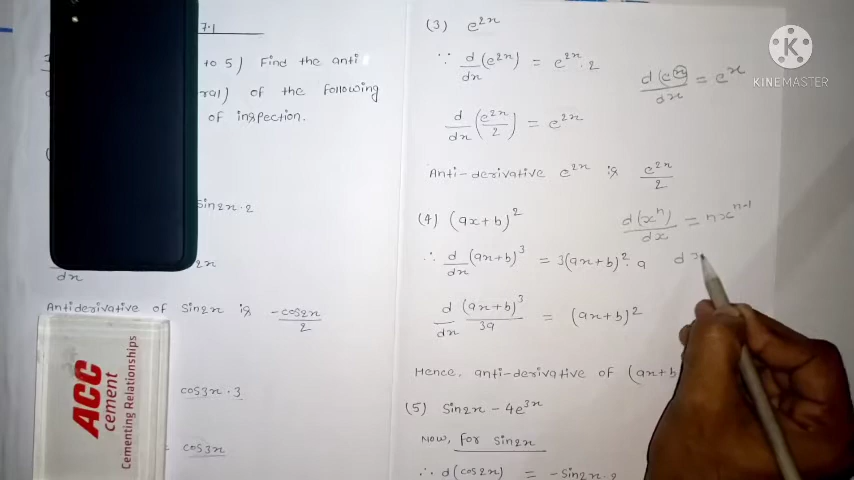 7.1
to 5) Find the anti
ral) of the following
of inspection.
sin2x·2
in2x
dx
Antiderivative of sin2x is -cos2x/2
cos3x·3
cos3x
ACC
cement
Cementing Relationships
(3) e^2x
∵ d/dx (e^2x) = e^2x·2
d(e^x)/dx = e^x
d/dx (e^2x/2) = e^2x
Anti-derivative e^2x is e^2x/2
(4) (ax+b)^2
d(x^n)/dx = nx^n-1
∴ d/dx (ax+b)^3 = 3(ax+b)^2·a
d x
d/dx (ax+b)^3/3a = (ax+b)^2
Hence, anti-derivative of (ax+b
(5) sin2x - 4e^3x
Now, for sin2x
∴ d(cos2x) = -sin2x·2
KINEMASTER